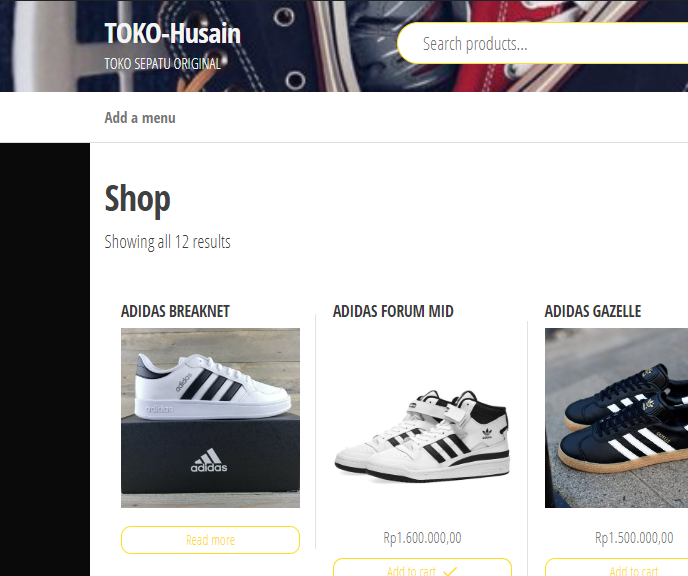 TOKO-Husain
TOKO SEPATU ORIGINAL
Search products...
Add a menu
Shop
Showing all 12 results
ADIDAS BREAKNET
ADIDAS FORUM MID
ADIDAS GAZELLE
adidas
adidas
adidas
Read more
Rp1.600.000,00
Rp1.500.000,00
Add to cart
Add to cart